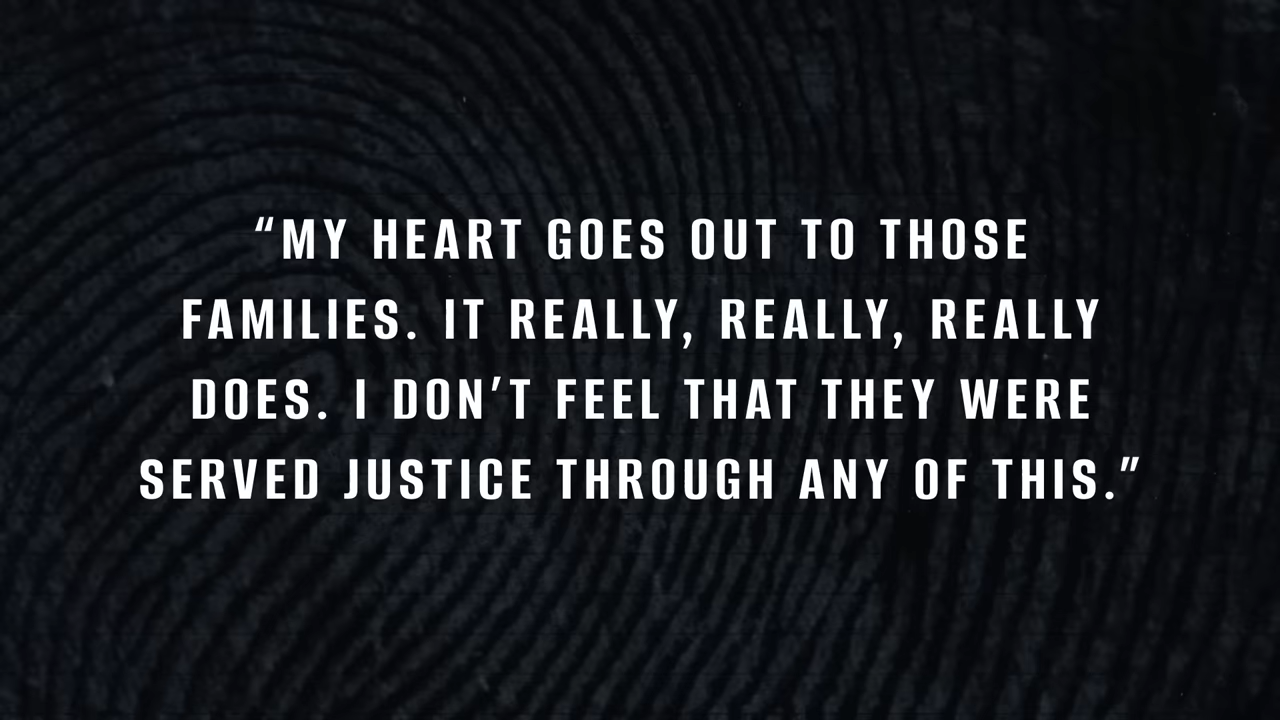 “MY HEART GOES OUT TO THOSE
FAMILIES. IT REALLY, REALLY, REALLY
DOES. I DON’T FEEL THAT THEY WERE
SERVED JUSTICE THROUGH ANY OF THIS.”